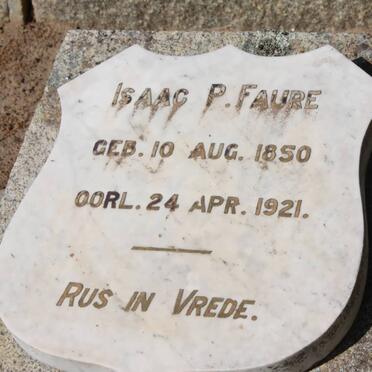 ISAAC P. FAURE
GEB. 10 AUG. 1850
OORL. 24 APR. 1921.
RUS IN VREDE.